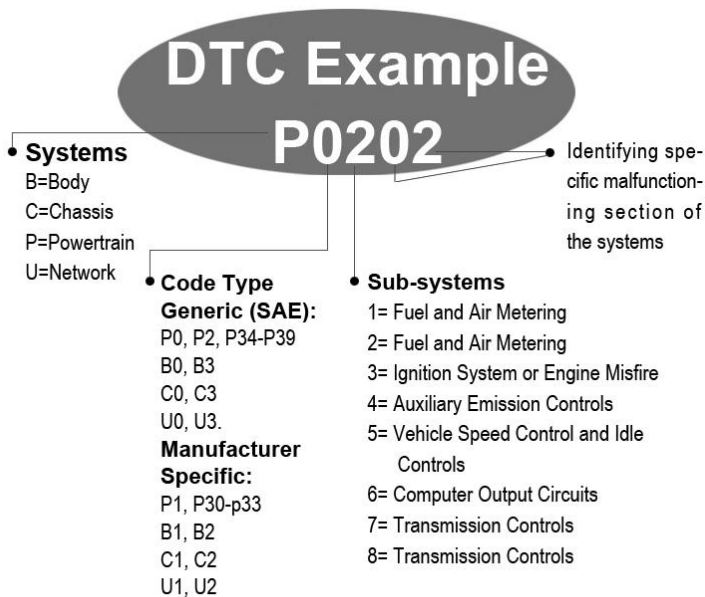 DTC Example
P0202
Systems
B=Body
C=Chassis
P=Powertrain
U=Network
Identifying spe-
cific malfunction-
ing section of
the systems
Code Type
Generic (SAE):
P0, P2, P34-P39
B0, B3
C0, C3
U0, U3.
Manufacturer
Specific:
P1, P30-p33
B1, B2
C1, C2
U1, U2
Sub-systems
1= Fuel and Air Metering
2= Fuel and Air Metering
3= Ignition System or Engine Misfire
4= Auxiliary Emission Controls
5= Vehicle Speed Control and Idle
Controls
6= Computer Output Circuits
7= Transmission Controls
8= Transmission Controls